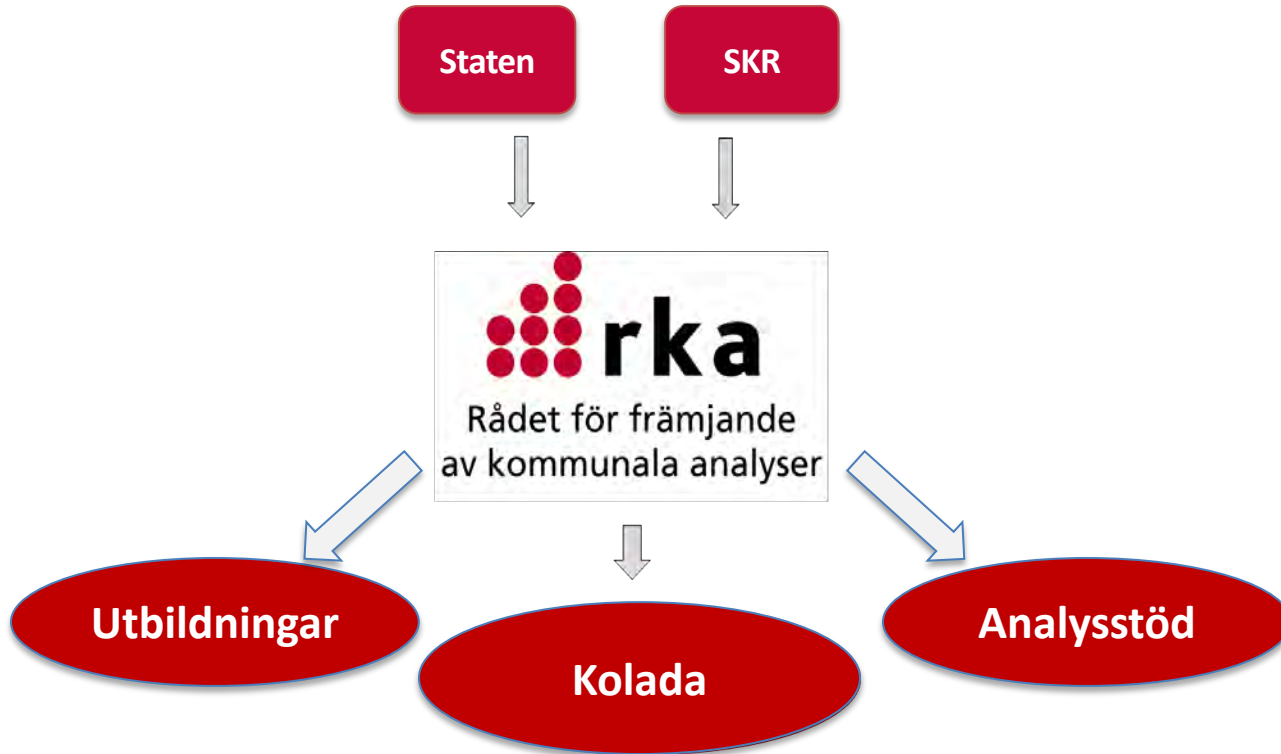 Staten
SKR
rka
Rådet för främjande
av kommunala analyser
Utbildningar
Kolada
Analysstöd